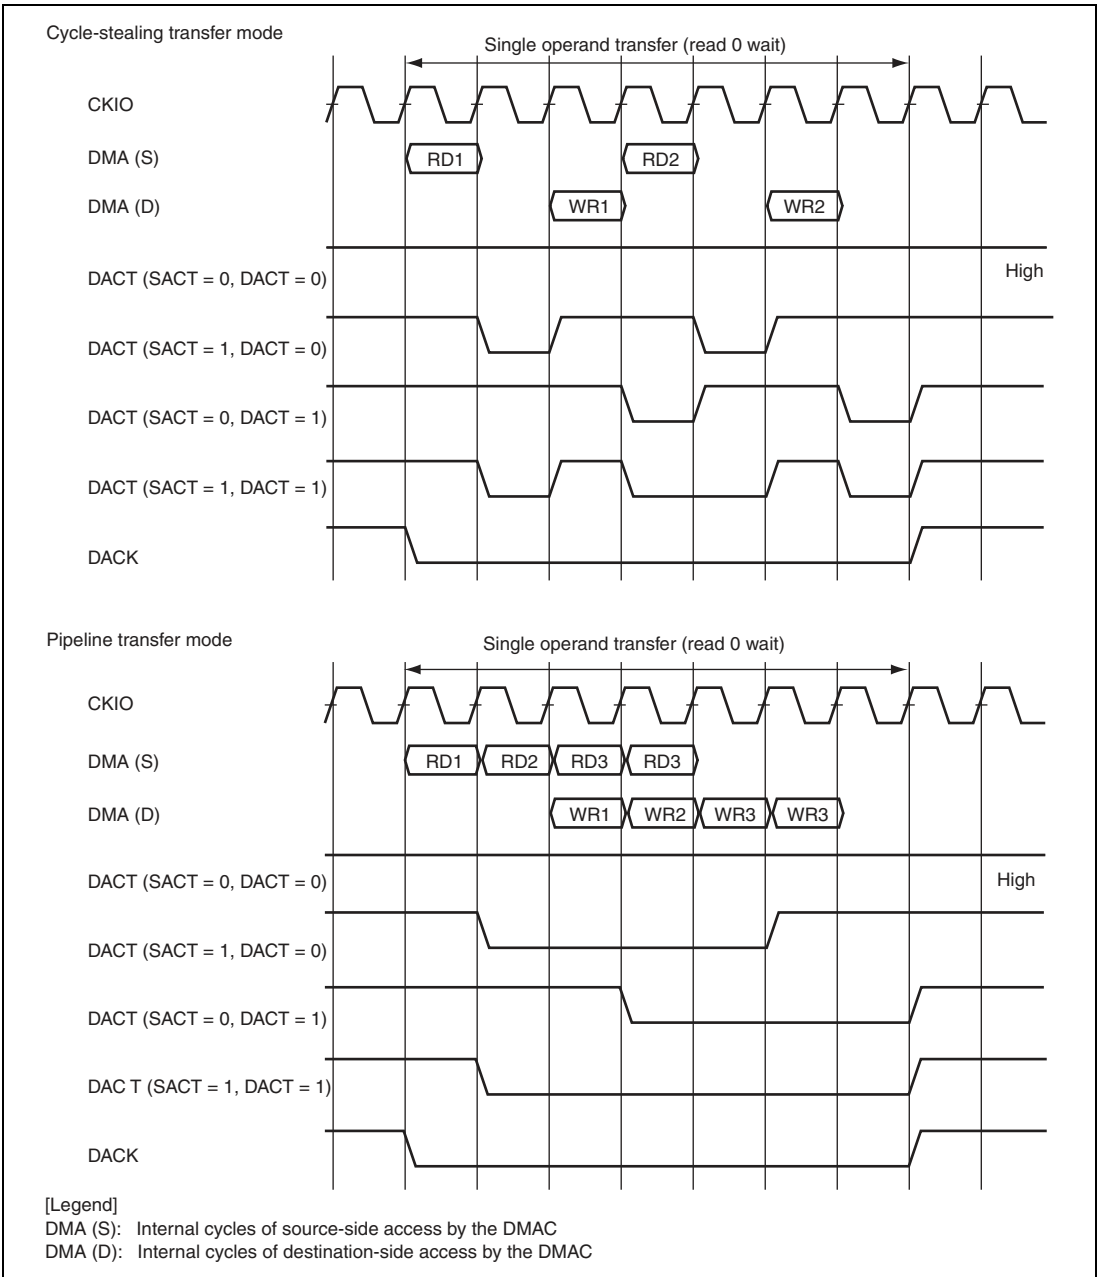 Cycle-stealing transfer mode
Single operand transfer (read 0 wait)
CKIO
DMA (S)
RD1
RD2
DMA (D)
WR1
WR2
DACT (SACT = 0, DACT = 0)
High
DACT (SACT = 1, DACT = 0)
DACT (SACT = 0, DACT = 1)
DACT (SACT = 1, DACT = 1)
DACK
Pipeline transfer mode
Single operand transfer (read 0 wait)
CKIO
DMA (S)
RD1
RD2
RD3
RD3
DMA (D)
WR1
WR2
WR3
WR3
DACT (SACT = 0, DACT = 0)
High
DACT (SACT = 1, DACT = 0)
DACT (SACT = 0, DACT = 1)
DAC T (SACT = 1, DACT = 1)
DACK
[Legend]
DMA (S): Internal cycles of source-side access by the DMAC
DMA (D): Internal cycles of destination-side access by the DMAC